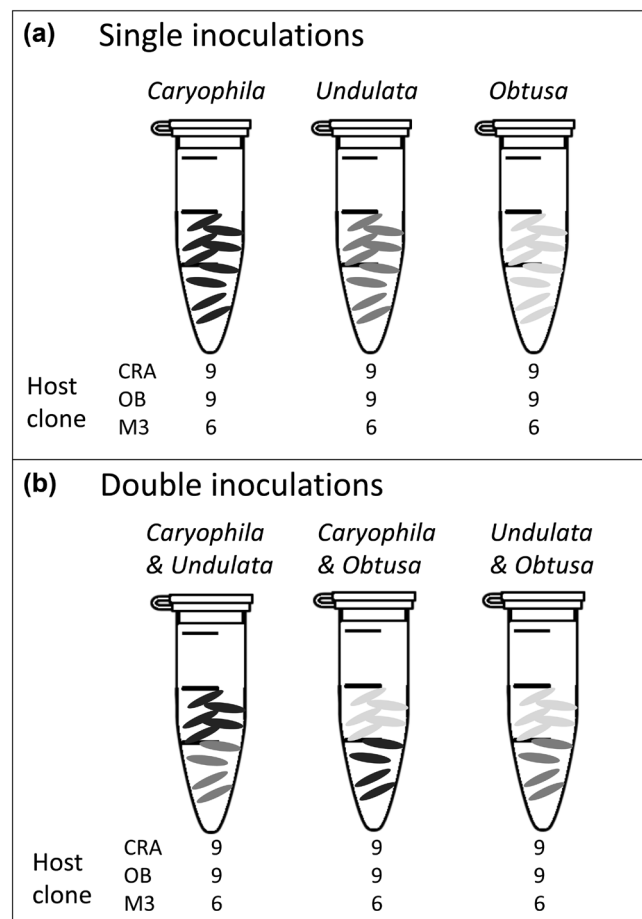 (a) Single inoculations
Caryophila Undulata Obtusa
Host clone
CRA 9 9 9
OB 9 9 9
M3 6 6 6
(b) Double inoculations
Caryophila & Undulata
Caryophila & Obtusa
Undulata & Obtusa
Host clone
CRA 9 9 9
OB 9 9 9
M3 6 6 6